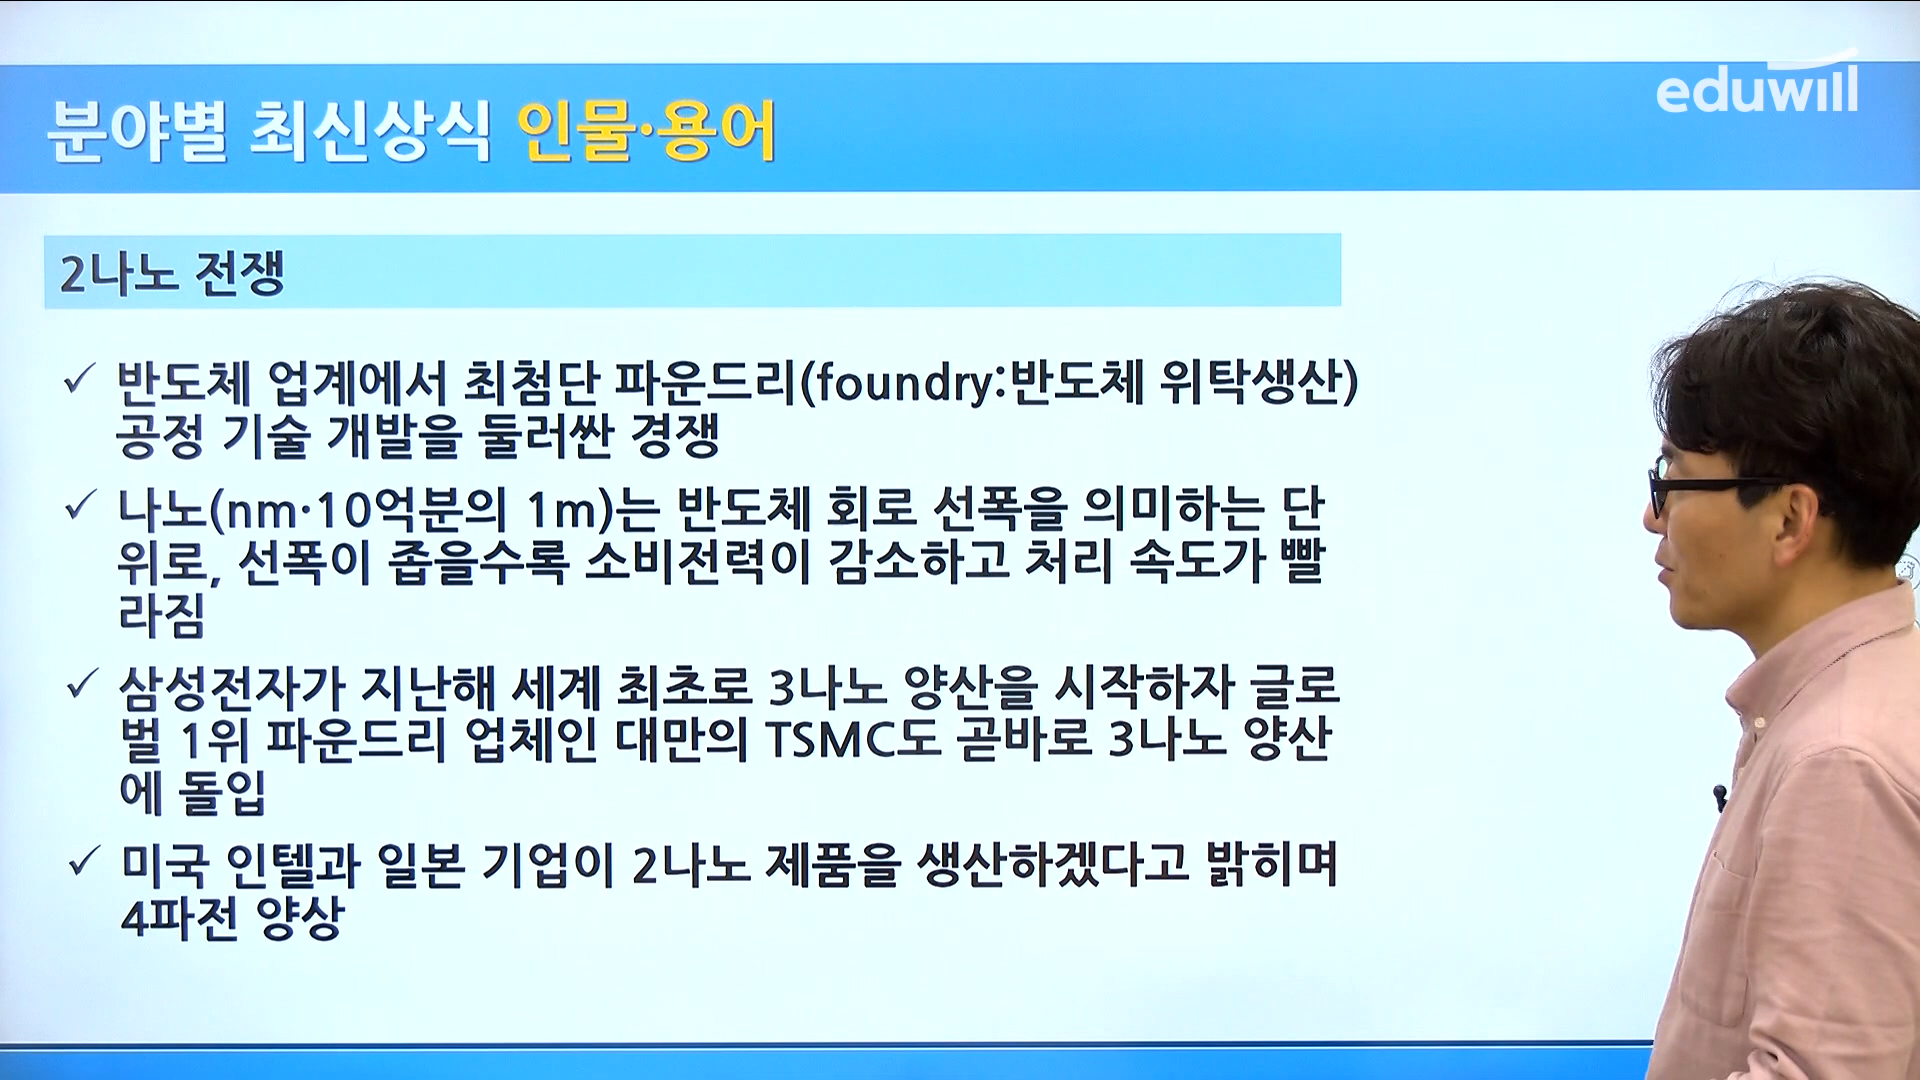 eduwill
분야별 최신상식 인물·용어
2나노 전쟁
✓ 반도체 업계에서 최첨단 파운드리(foundry:반도체 위탁생산)
공정 기술 개발을 둘러싼 경쟁
✓ 나노(nm·10억분의 1m)는 반도체 회로 선폭을 의미하는 단
위로, 선폭이 좁을수록 소비전력이 감소하고 처리 속도가 빨
라짐
✓ 삼성전자가 지난해 세계 최초로 3나노 양산을 시작하자 글로
벌 1위 파운드리 업체인 대만의 TSMC도 곧바로 3나노 양산
에 돌입
✓ 미국 인텔과 일본 기업이 2나노 제품을 생산하겠다고 밝히며
4파전 양상